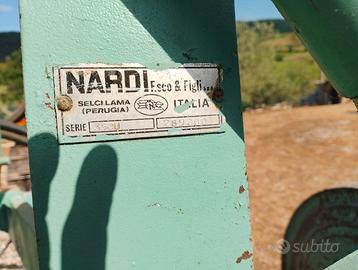 NARDI F.sco & Figli
SELCI LAMA
(PERUGIA)
ITALIA
SERIE
subito